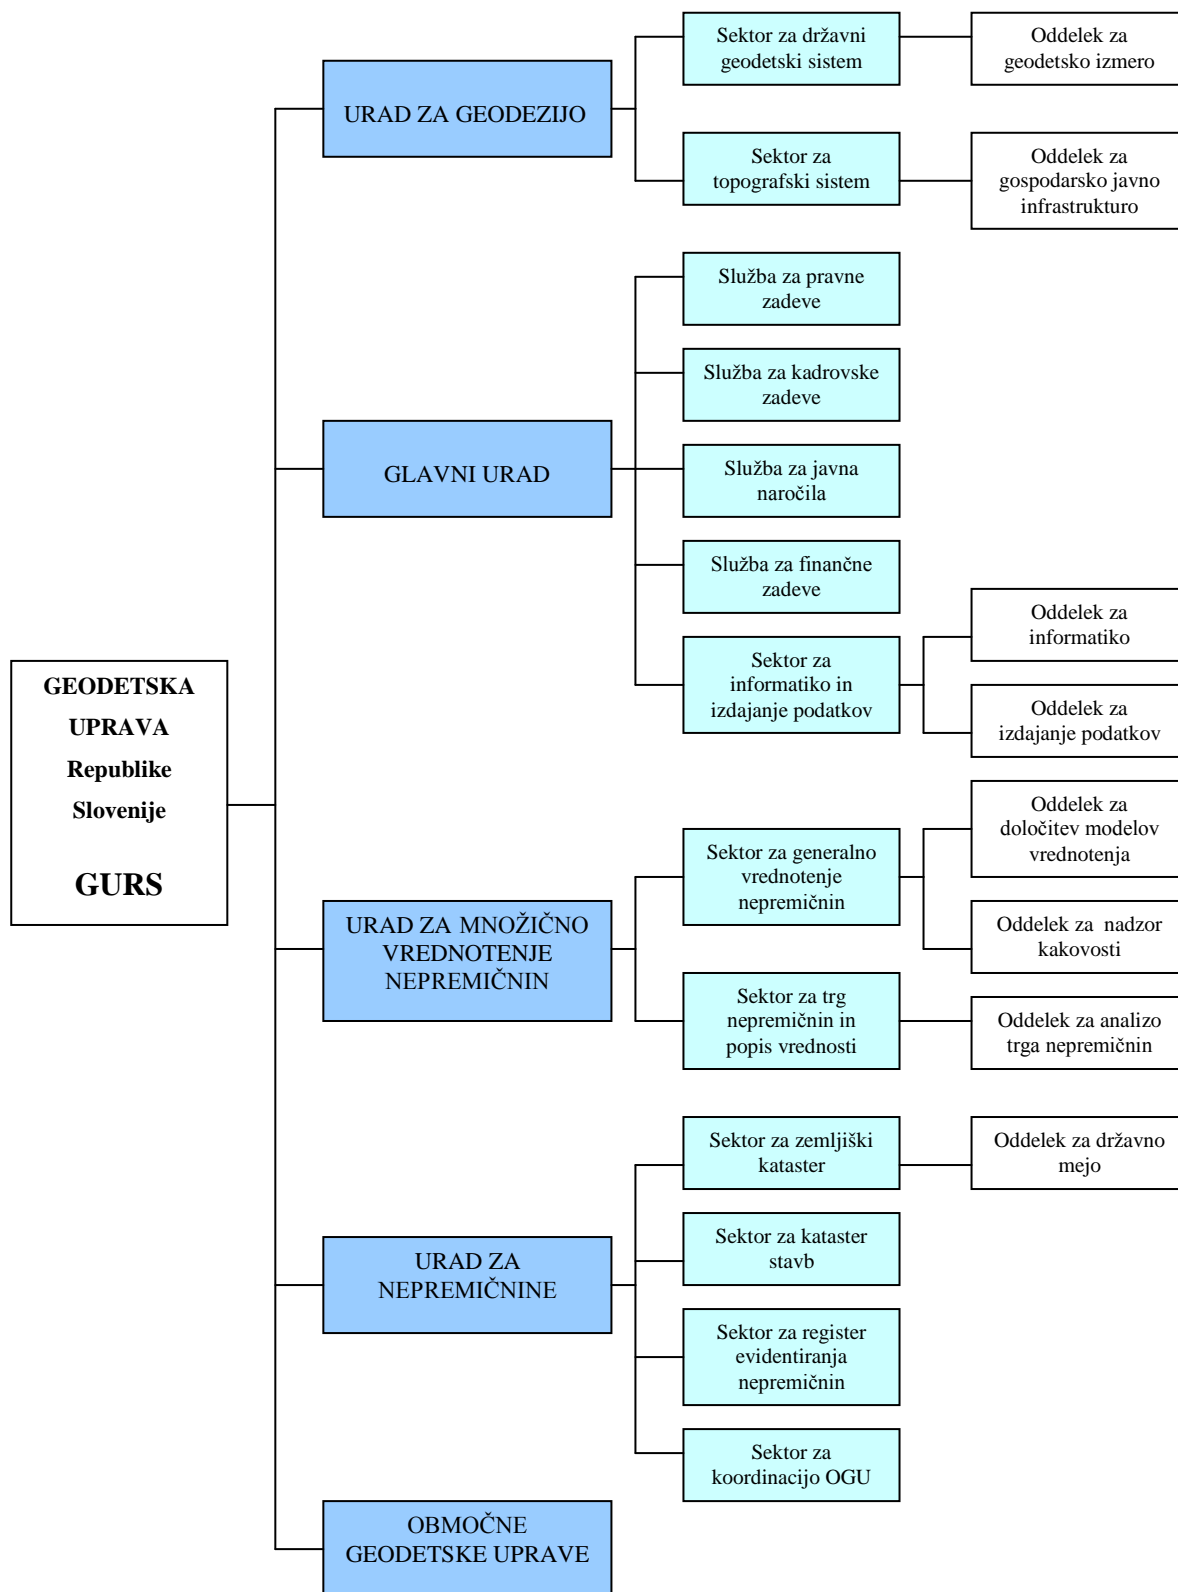 GEODETSKA
UPRAVA
Republike
Slovenije
GURS
URAD ZA GEODEZIJO
Sektor za državni
geodetski sistem
Oddelek za
geodetsko izmero
Sektor za
topografski sistem
Oddelek za
gospodarsko javno
infrastrukturo
GLAVNI URAD
Služba za pravne
zadeve
Služba za kadrovske
zadeve
Služba za javna
naročila
Služba za finančne
zadeve
Sektor za
informatiko in
izdajanje podatkov
Oddelek za
informatiko
Oddelek za
izdajanje podatkov
URAD ZA MNOŽIČNO
VREDNOTENJE
NEPREMIČNIN
Sektor za generalno
vrednotenje
nepremičnin
Oddelek za
določitev modelov
vrednotenja
Oddelek za  nadzor
kakovosti
Sektor za trg
nepremičnin in
popis vrednosti
Oddelek za analizo
trga nepremičnin
URAD ZA
NEPREMIČNINE
Sektor za zemljiški
kataster
Oddelek za državno
mejo
Sektor za kataster
stavb
Sektor za register
evidentiranja
nepremičnin
Sektor za
koordinacijo OGU
OBMOČNE
GEODETSKE UPRAVE